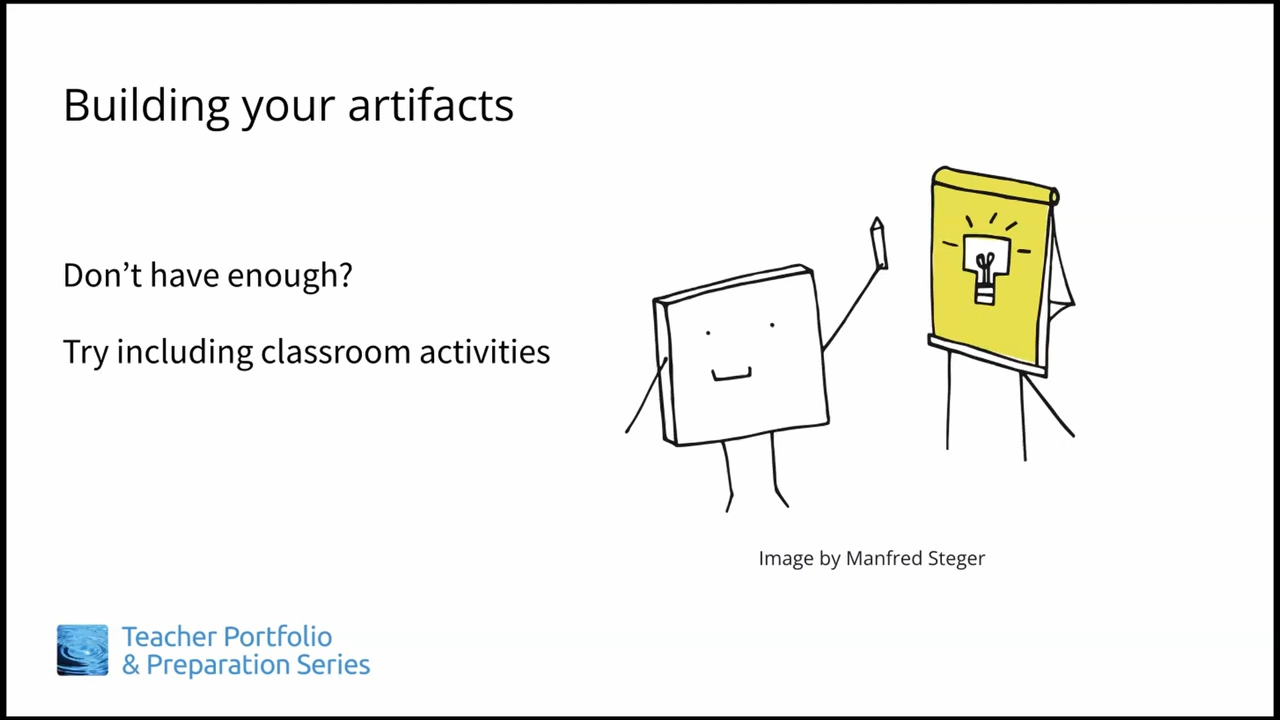 Building your artifacts
Don’t have enough?
Try including classroom activities
Image by Manfred Steger
Teacher Portfolio
& Preparation Series